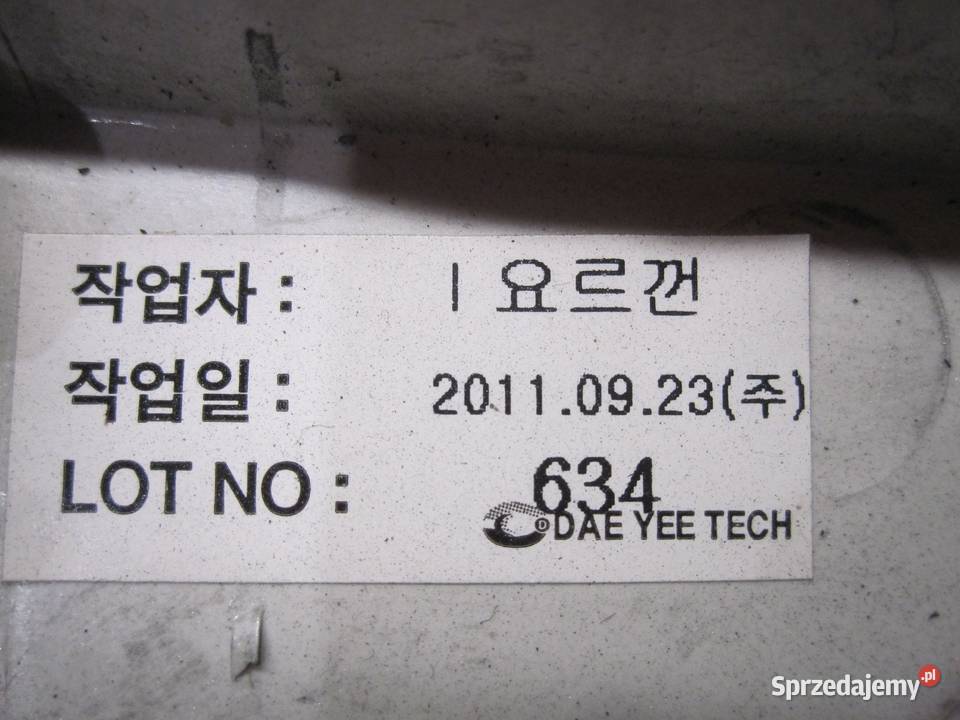 작업자 : ㅣ요르껀
작업일 : 2011.09.23(주)
LOT NO : 634
DAE YEE TECH
Sprzedajemy.pl